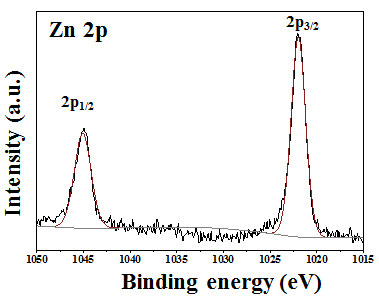 Zn 2p
2p3/2
2p1/2
Intensity (a.u.)
1050 1045 1040 1035 1030 1025 1020 1015
Binding energy (eV)